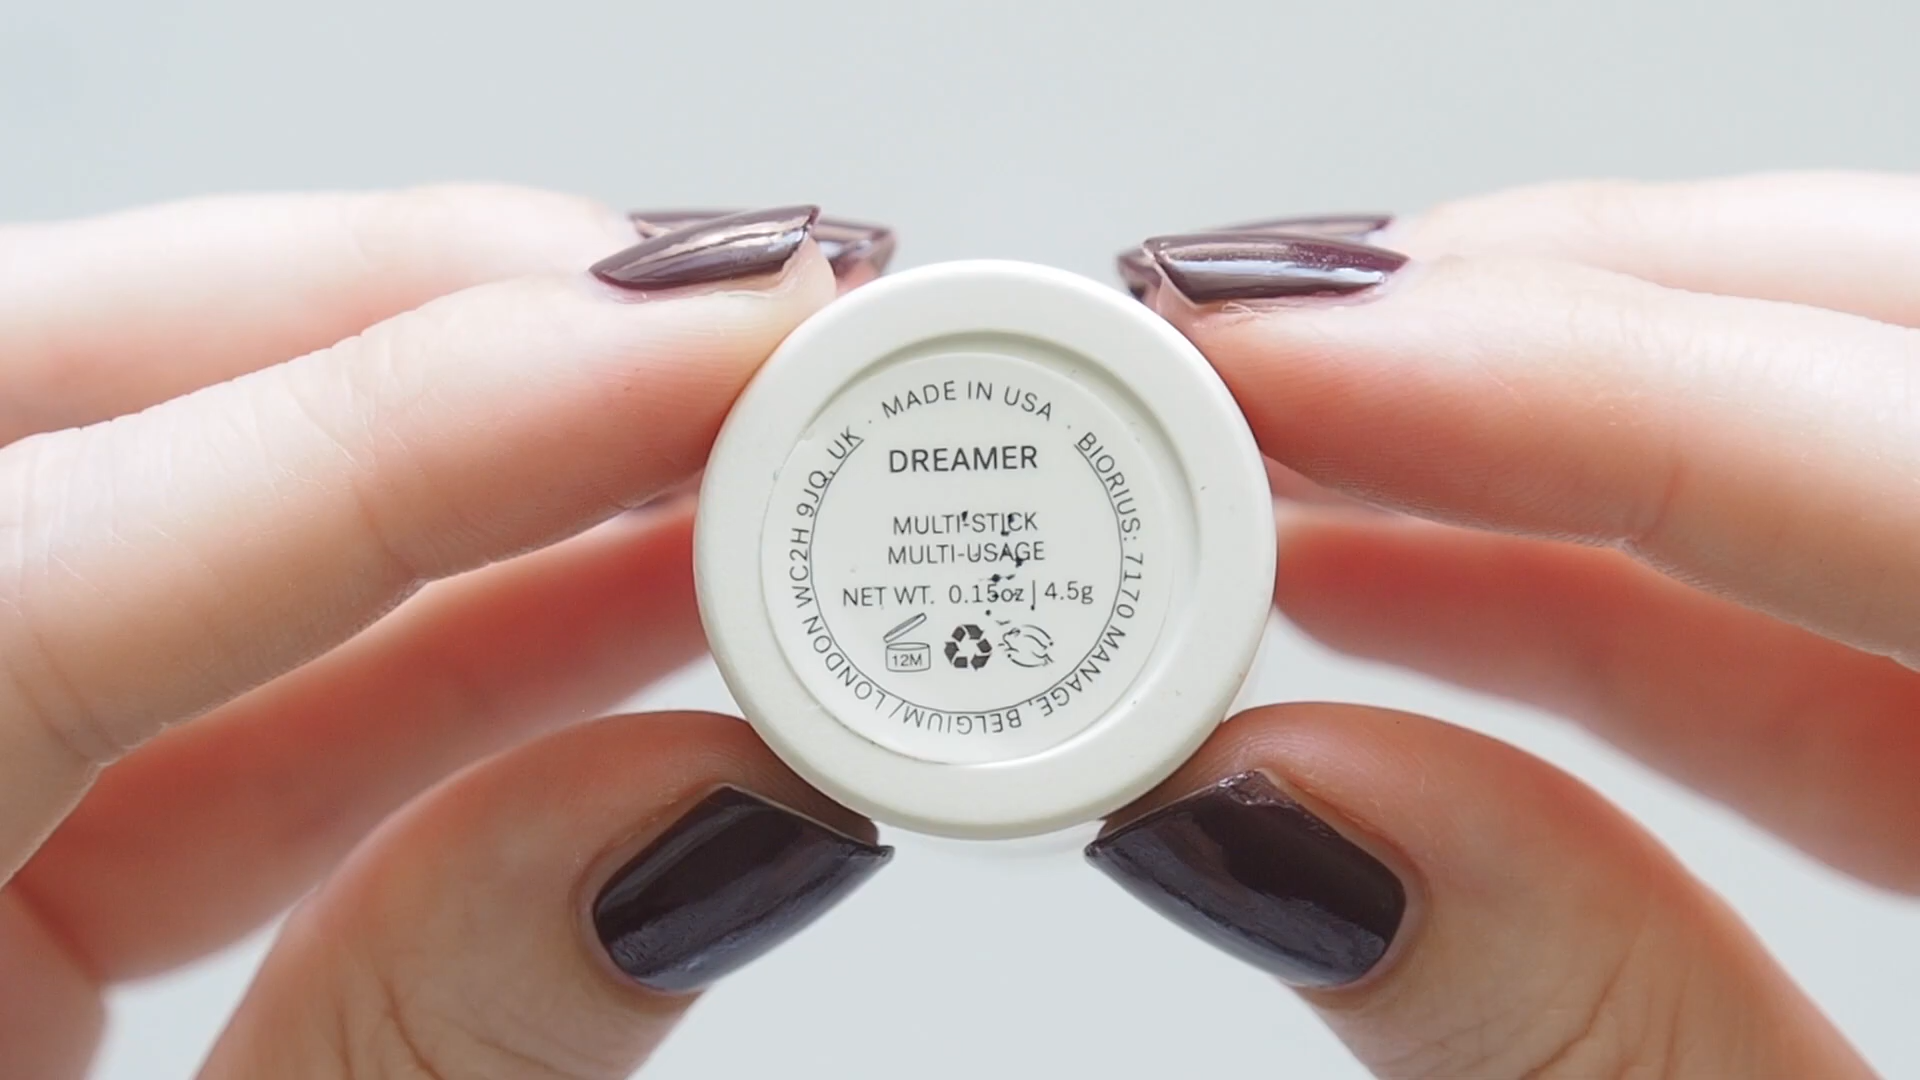 · MADE IN USA · BIORIUS: 7170 MANAGE, BELGIUM/ LONDON WC2H 9JQ, UK
DREAMER
MULTI-STICK
MULTI-USAGE
NET WT. 0.15oz | 4.5g
12M